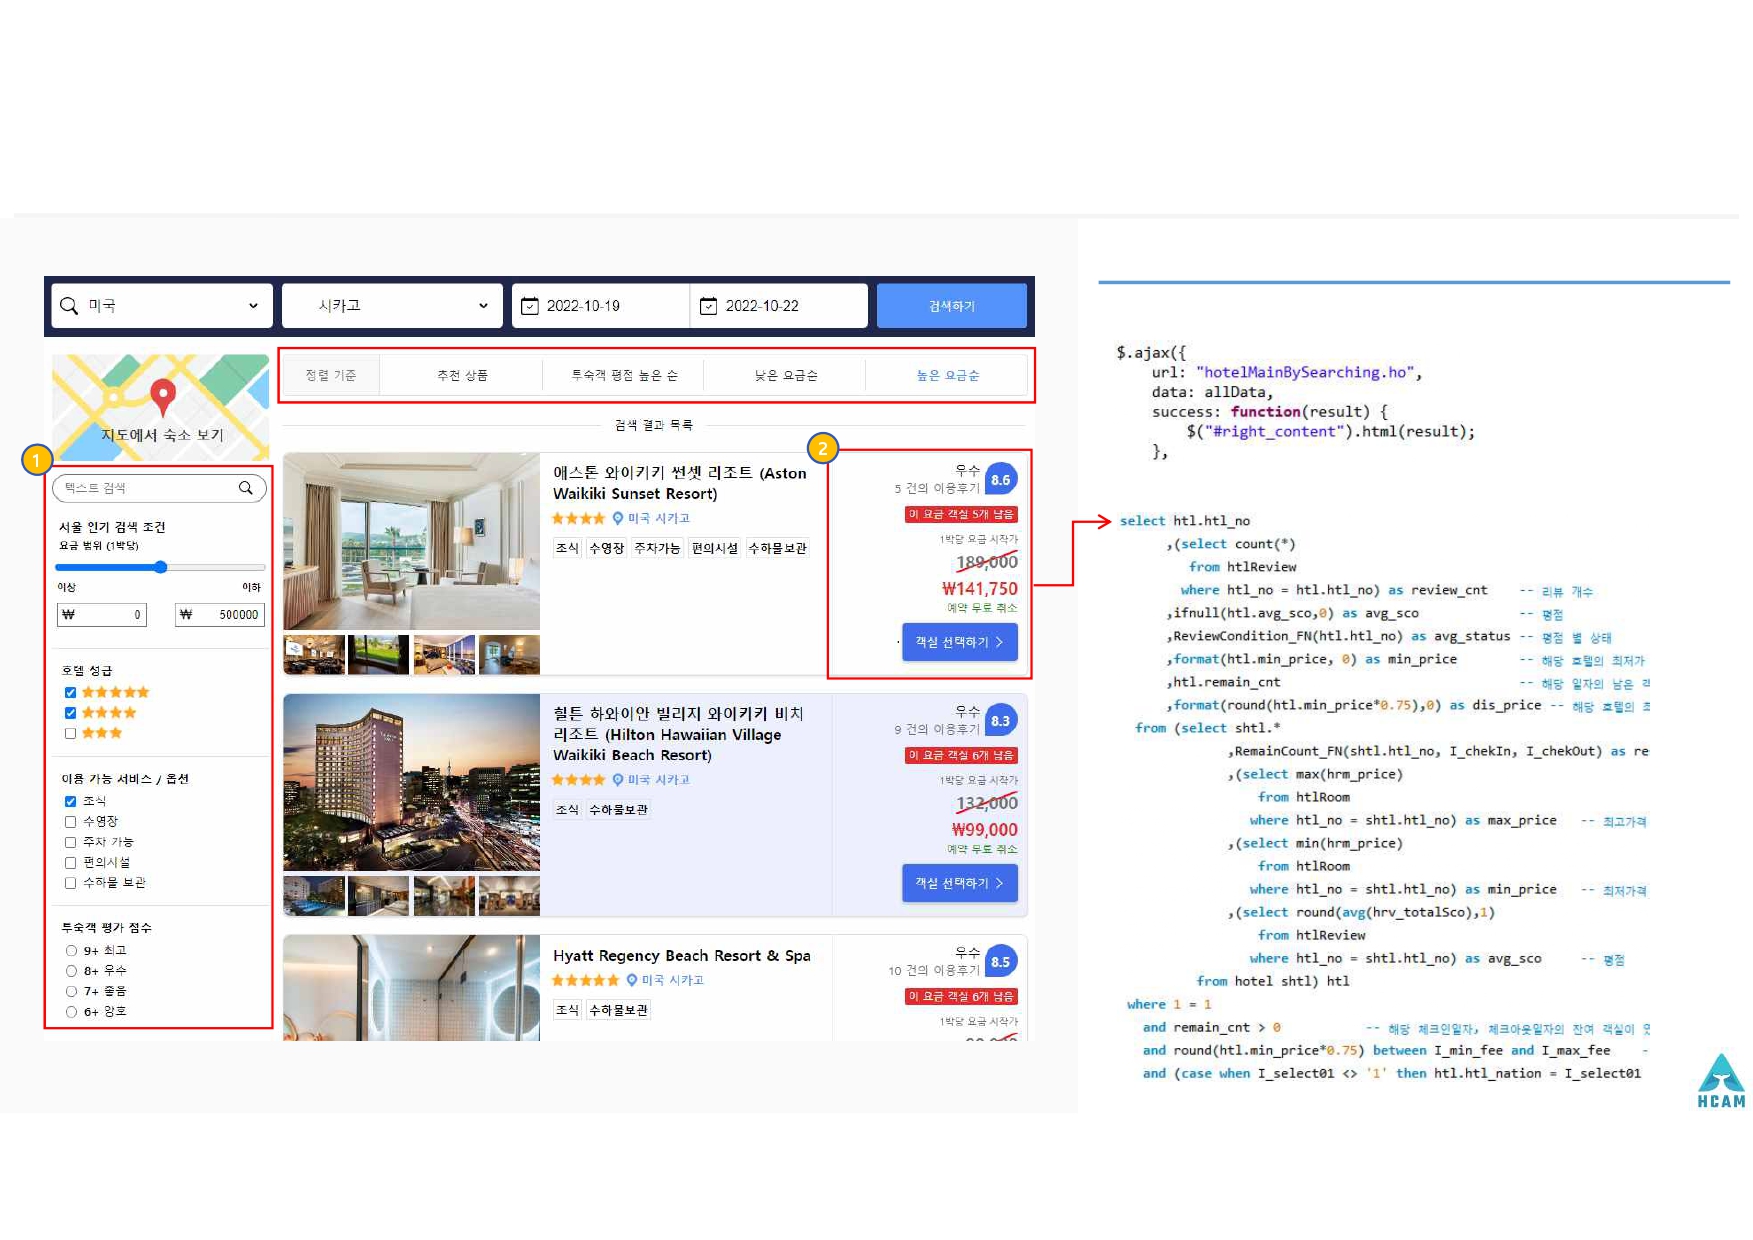 미국
시카고
2022-10-19
2022-10-22
검색하기
지도에서 숙소 보기
정렬 기준
추천 상품
투숙객 평점 높은 순
낮은 요금순
높은 요금순
검색 결과 목록
1
텍스트 검색
서울 인기 검색 조건
요금 범위 (1박당)
이상
이하
₩ 0
₩ 500000
호텔 성급
이용 가능 서비스 / 옵션
조식
수영장
주차 가능
편의시설
수하물 보관
투숙객 평가 점수
9+ 최고
8+ 우수
7+ 좋음
6+ 양호
애스톤 와이키키 썬셋 리조트 (Aston
Waikiki Sunset Resort)
미국 시카고
조식 수영장 주차가능 편의시설 수하물보관
2
우수
8.6
5 건의 이용후기
이 요금 객실 5개 남음
1박당 요금 시작가
189,000
₩141,750
예약 무료 취소
객실 선택하기 >
힐튼 하와이안 빌리지 와이키키 비치
리조트 (Hilton Hawaiian Village
Waikiki Beach Resort)
미국 시카고
조식 수하물보관
우수
8.3
9 건의 이용후기
이 요금 객실 6개 남음
1박당 요금 시작가
132,000
₩99,000
예약 무료 취소
객실 선택하기 >
Hyatt Regency Beach Resort & Spa
미국 시카고
조식 수하물보관
우수
8.5
10 건의 이용후기
이 요금 객실 6개 남음
1박당 요금 시작가
$.ajax({
url: "hotelMainBySearching.ho",
data: allData,
success: function(result) {
$("#right_content").html(result);
},
select htl.htl_no
,(select count(*)
from htlReview
where htl_no = htl.htl_no) as review_cnt -- 리뷰 개수
,ifnull(htl.avg_sco,0) as avg_sco -- 평점
,ReviewCondition_FN(htl.htl_no) as avg_status -- 평점 별 상태
,format(htl.min_price, 0) as min_price -- 해당 호텔의 최저가
,htl.remain_cnt -- 해당 일자의 남은
,format(round(htl.min_price*0.75),0) as dis_price -- 해당 호텔의
from (select shtl.*
,RemainCount_FN(shtl.htl_no, I_chekIn, I_chekOut) as re
,(select max(hrm_price)
from htlRoom
where htl_no = shtl.htl_no) as max_price -- 최고가격
,(select min(hrm_price)
from htlRoom
where htl_no = shtl.htl_no) as min_price -- 최저가격
,(select round(avg(hrv_totalSco),1)
from htlReview
where htl_no = shtl.htl_no) as avg_sco -- 평점
from hotel shtl) htl
where 1 = 1
and remain_cnt > 0 -- 해당 체크인일자, 체크아웃일자의 잔여 객실이
and round(htl.min_price*0.75) between I_min_fee and I_max_fee -
and (case when I_select01 <> '1' then htl.htl_nation = I_select01
HCAM